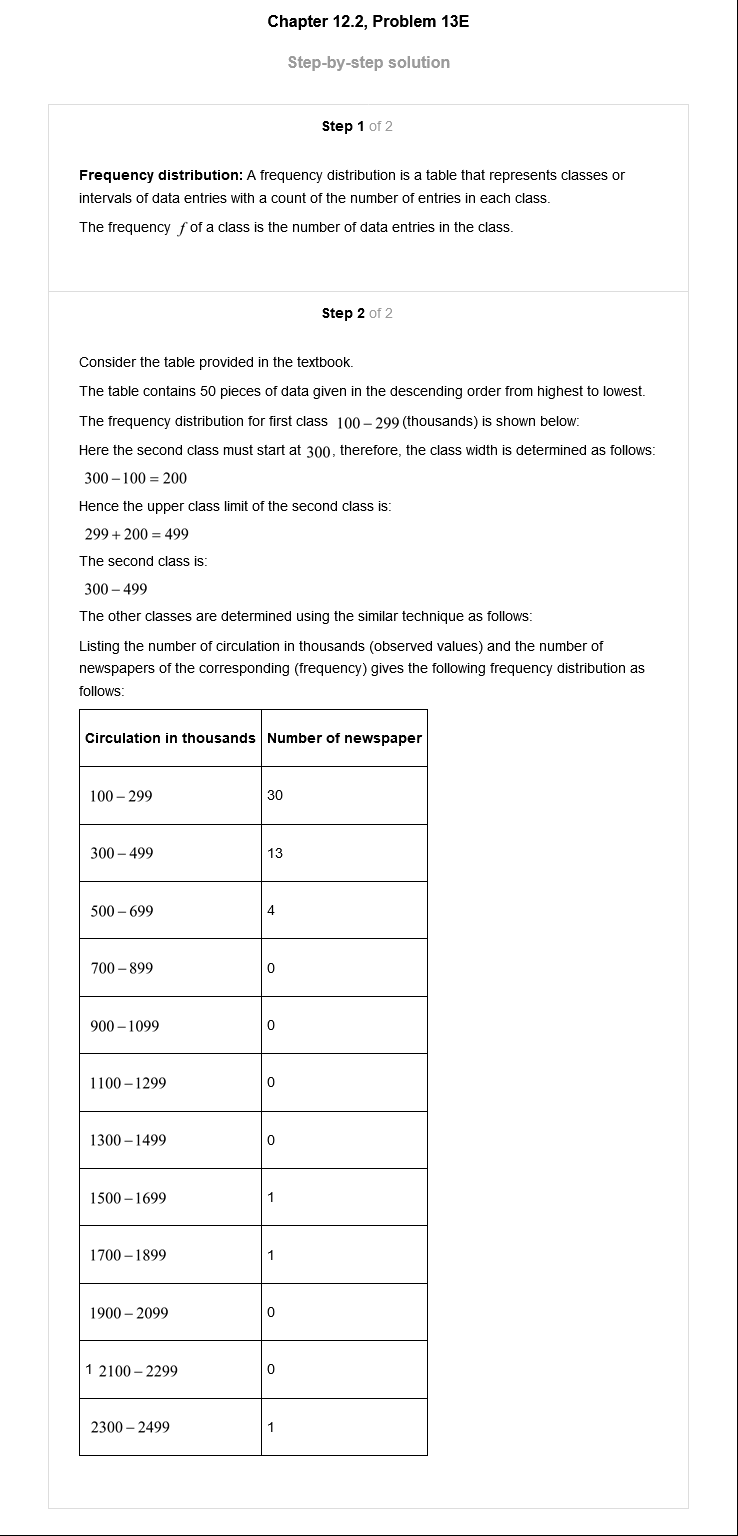 Chapter 12.2, Problem 13E
Step-by-step solution
Step 1 of 2
Frequency distribution: A frequency distribution is a table that represents classes or
intervals of data entries with a count of the number of entries in each class.
The frequency f of a class is the number of data entries in the class.
Step 2 of 2
Consider the table provided in the textbook.
The table contains 50 pieces of data given in the descending order from highest to lowest.
The frequency distribution for first class 100 – 299 (thousands) is shown below:
Here the second class must start at 300, therefore, the class width is determined as follows:
300 – 100 = 200
Hence the upper class limit of the second class is:
299 + 200 = 499
The second class is:
300 – 499
The other classes are determined using the similar technique as follows:
Listing the number of circulation in thousands (observed values) and the number of
newspapers of the corresponding (frequency) gives the following frequency distribution as
follows:
Circulation in thousands Number of newspaper
100 – 299 30
300 – 499 13
500 – 699 4
700 – 899 0
900 – 1099 0
1100 – 1299 0
1300 – 1499 0
1500 – 1699 1
1700 – 1899 1
1900 – 2099 0
1 2100 – 2299 0
2300 – 2499 1